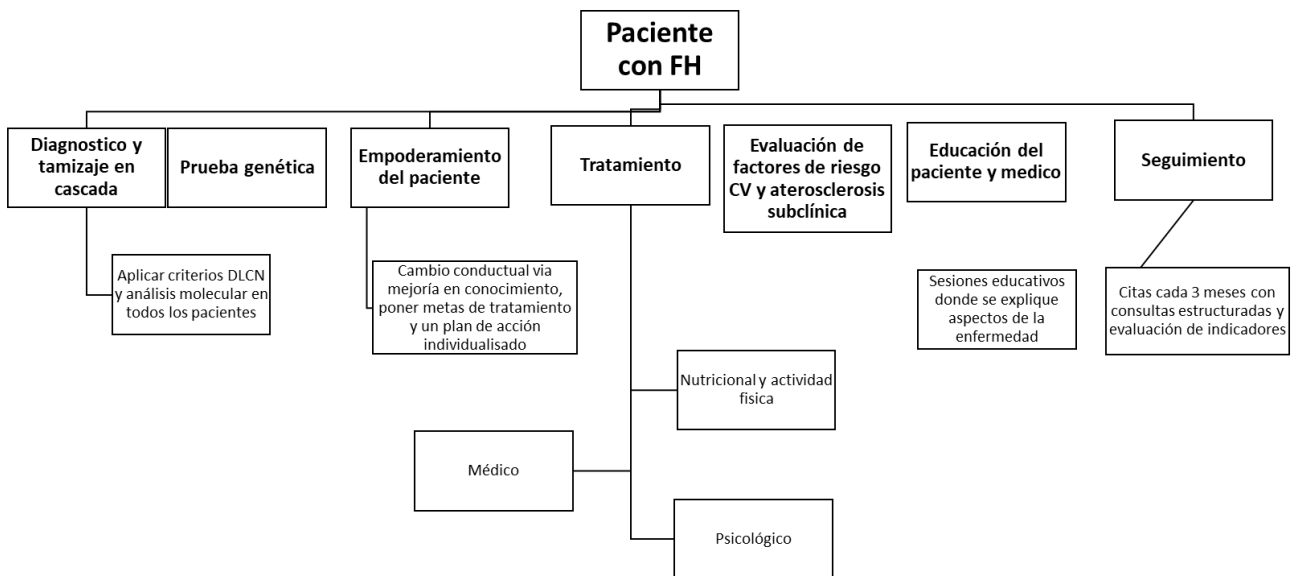 Paciente
con FH
Diagnostico y
tamizaje en
cascada
Prueba genética
Empoderamiento
del paciente
Tratamiento
Evaluación de
factores de riesgo
CV y aterosclerosis
subclínica
Educación del
paciente y medico
Seguimiento
Aplicar criterios DLCN
y análisis molecular en
todos los pacientes
Cambio conductual via
mejoría en conocimiento,
poner metas de tratamiento
y un plan de acción
individualisado
Sesiones educativos
donde se explique
aspectos de la
enfermedad
Citas cada 3 meses con
consultas estructuradas y
evaluación de indicadores
Nutricional y actividad
fisica
Médico
Psicológico